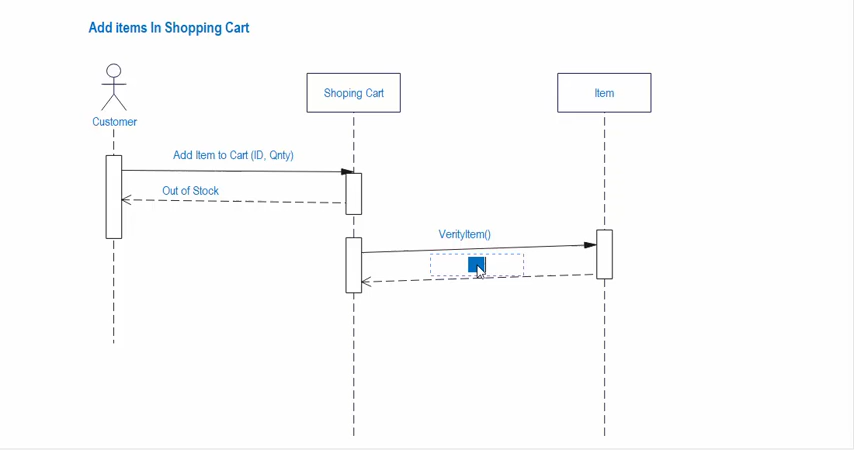 Add items In Shopping Cart
Customer
Shoping Cart
Item
Add Item to Cart (ID, Qnty)
Out of Stock
VerityItem()